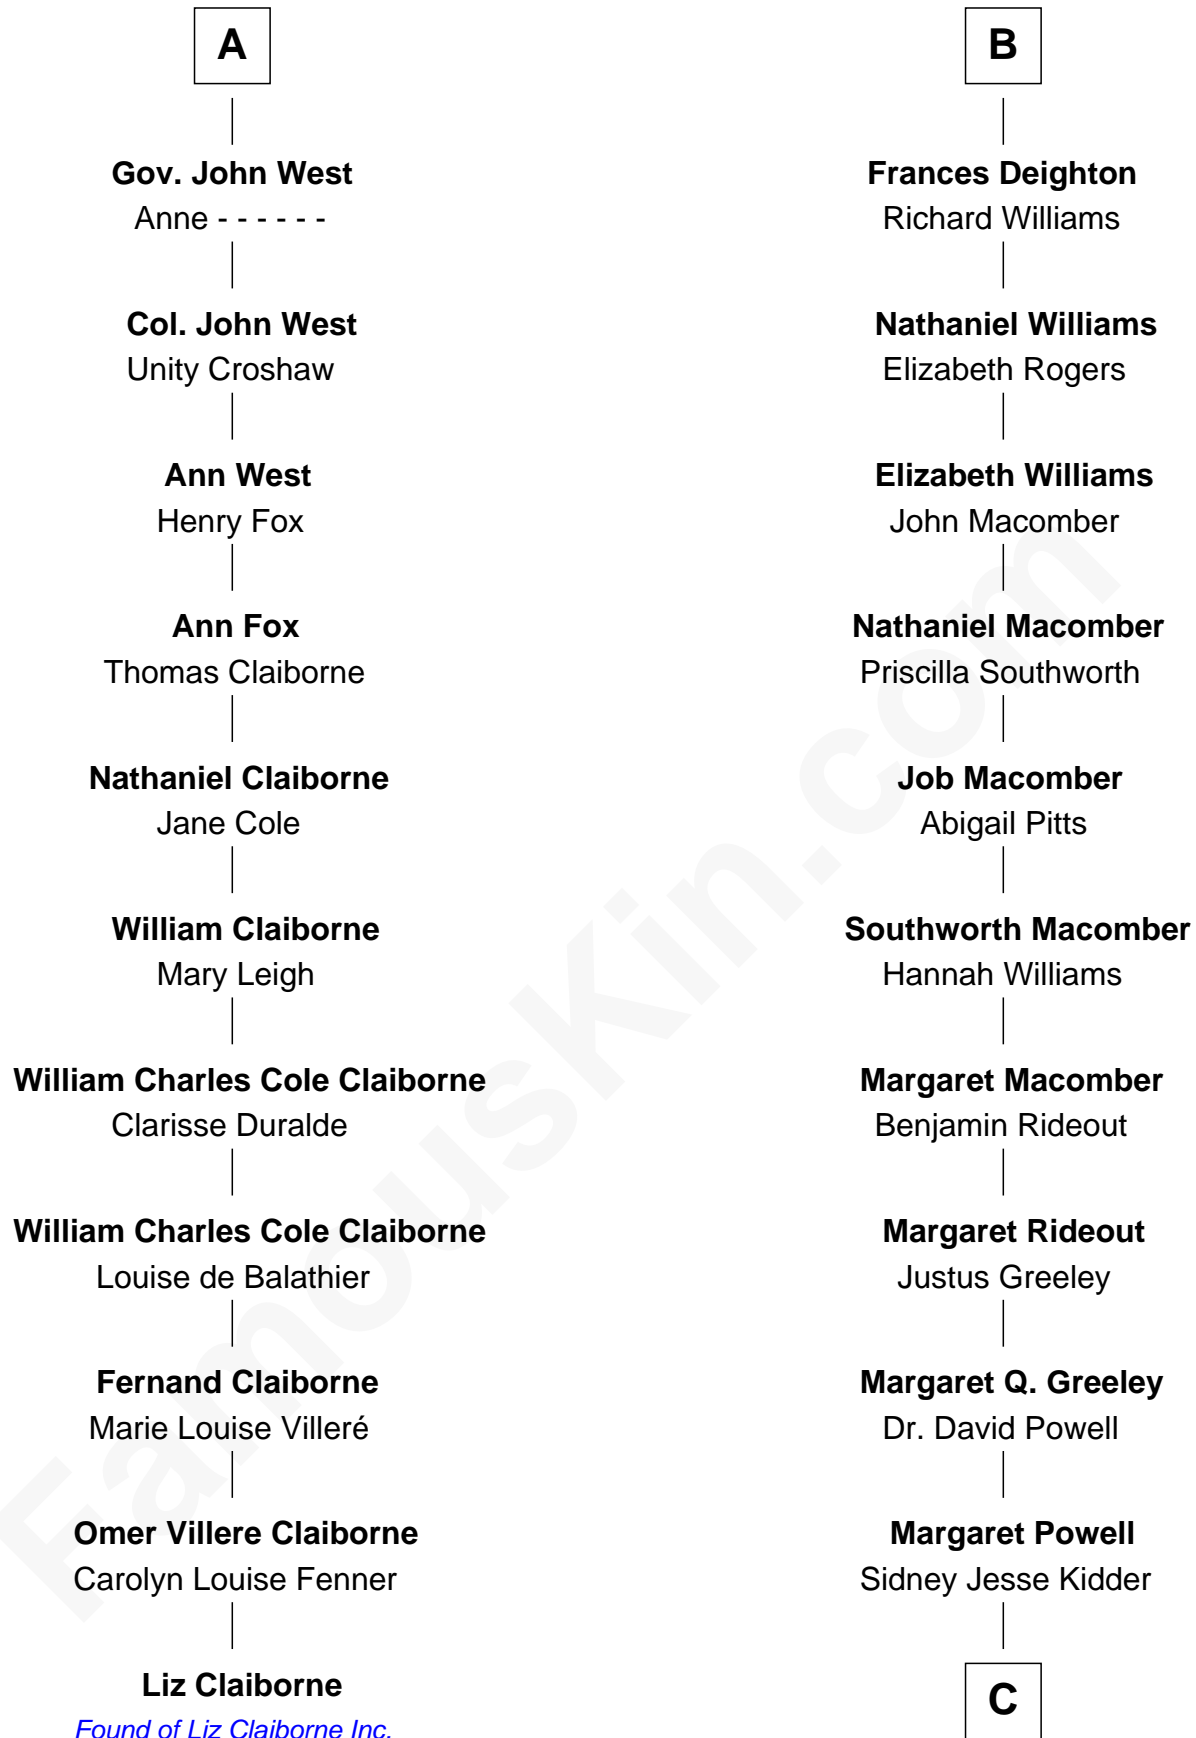 A
Gov. John West
Anne - - - - - -
Col. John West
Unity Croshaw
Ann West
Henry Fox
Ann Fox
Thomas Claiborne
Nathaniel Claiborne
Jane Cole
William Claiborne
Mary Leigh
William Charles Cole Claiborne
Clarisse Duralde
William Charles Cole Claiborne
Louise de Balathier
Fernand Claiborne
Marie Louise Villeré
Omer Villere Claiborne
Carolyn Louise Fenner
Liz Claiborne
Found of Liz Claiborne Inc.
B
Frances Deighton
Richard Williams
Nathaniel Williams
Elizabeth Rogers
Elizabeth Williams
John Macomber
Nathaniel Macomber
Priscilla Southworth
Job Macomber
Abigail Pitts
Southworth Macomber
Hannah Williams
Margaret Macomber
Benjamin Rideout
Margaret Rideout
Justus Greeley
Margaret Q. Greeley
Dr. David Powell
Margaret Powell
Sidney Jesse Kidder
C
FamousKin.com